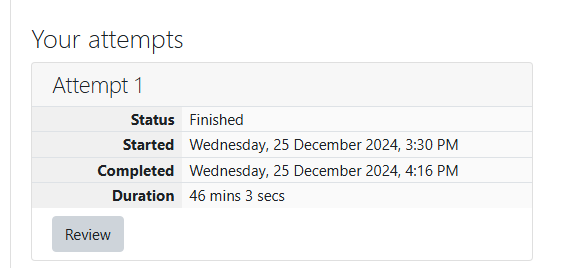 Your attempts
Attempt 1
Status Finished
Started Wednesday, 25 December 2024, 3:30 PM
Completed Wednesday, 25 December 2024, 4:16 PM
Duration 46 mins 3 secs
Review